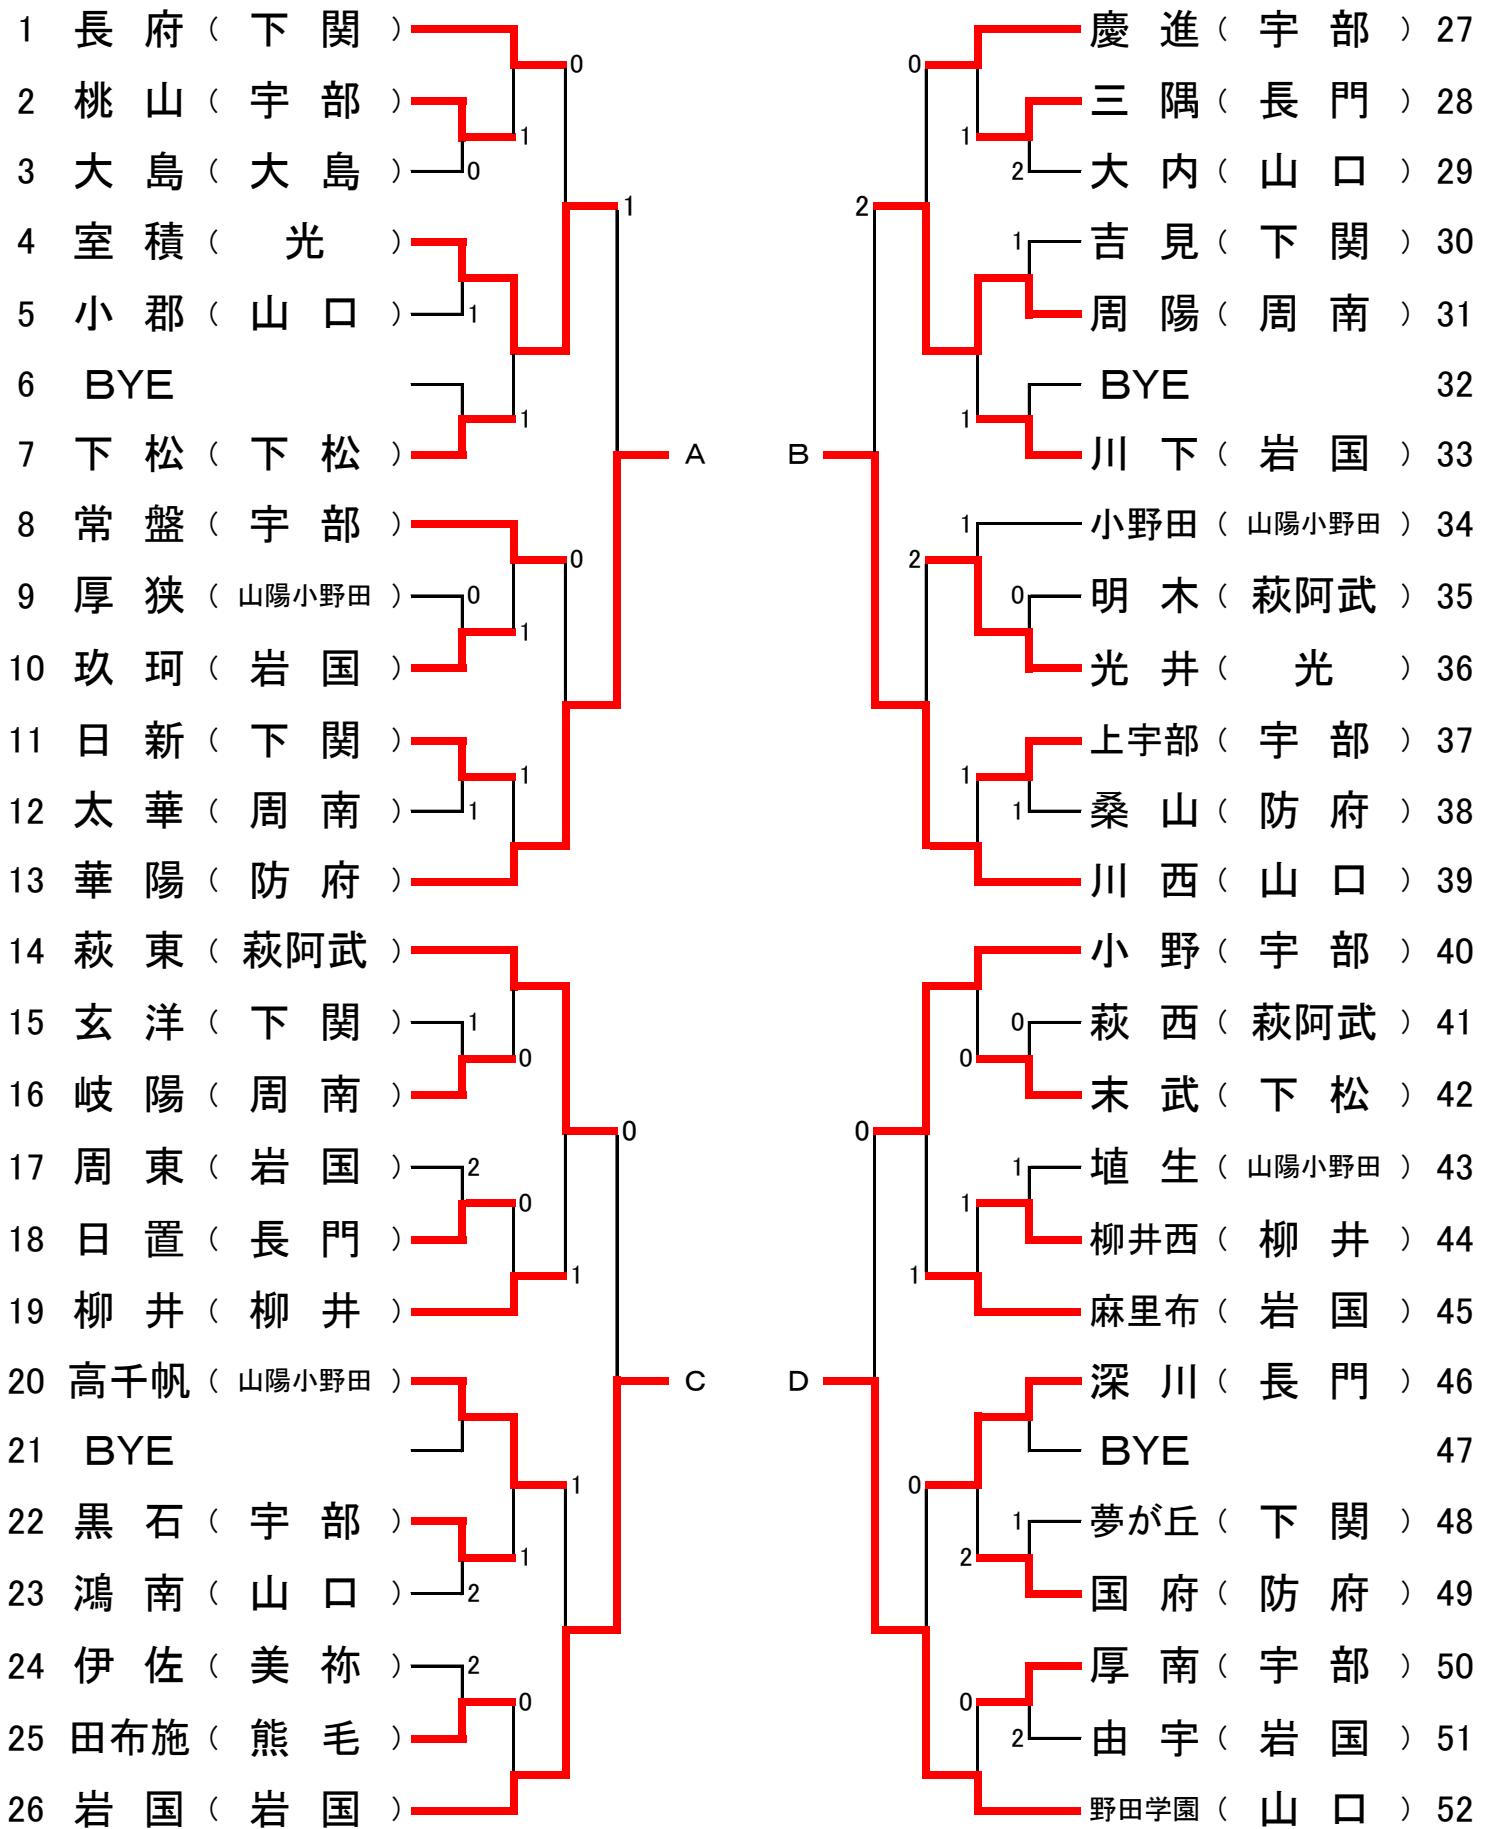 1 長府（下関）
0
2 桃山（宇部）
1
3 大島（大島）
0
1
4 室積（光）
5 小郡（山口）
1
6 BYE
1
7 下松（下松）
A
8 常盤（宇部）
0
9 厚狭（山陽小野田）
0
1
10 玖珂（岩国）
11 日新（下関）
1
12 太華（周南）
1
13 華陽（防府）
14 萩東（萩阿武）
15 玄洋（下関）
1
0
16 岐陽（周南）
0
17 周東（岩国）
2
0
18 日置（長門）
1
19 柳井（柳井）
20 高千帆（山陽小野田）
C
21 BYE
1
22 黒石（宇部）
1
23 鴻南（山口）
2
24 伊佐（美祢）
2
0
25 田布施（熊毛）
26 岩国（岩国）
慶進（宇部）27
0
三隅（長門）28
1
2
大内（山口）29
2
1
吉見（下関）30
周陽（周南）31
BYE 32
1
川下（岩国）33
B
1
小野田（山陽小野田）34
2
0
明木（萩阿武）35
光井（光）36
上宇部（宇部）37
1
1
桑山（防府）38
川西（山口）39
小野（宇部）40
0
萩西（萩阿武）41
0
末武（下松）42
0
1
埴生（山陽小野田）43
1
柳井西（柳井）44
1
麻里布（岩国）45
深川（長門）46
D
BYE 47
0
1
夢が丘（下関）48
2
国府（防府）49
厚南（宇部）50
0
2
由宇（岩国）51
野田学園（山口）52